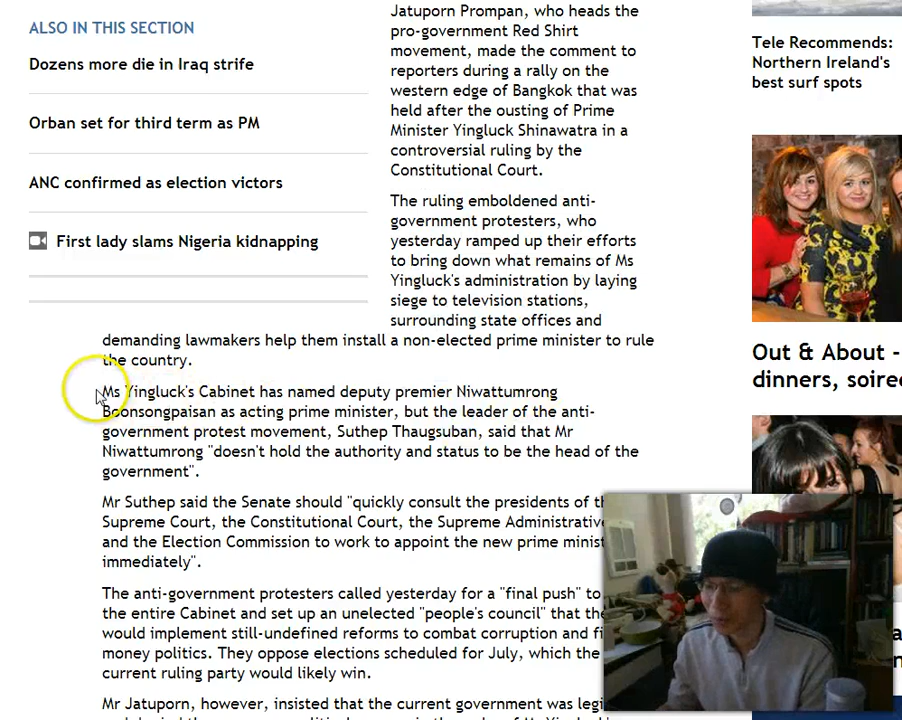 ALSO IN THIS SECTION
Dozens more die in Iraq strife
Orban set for third term as PM
ANC confirmed as election victors
First lady slams Nigeria kidnapping
Jatuporn Prompan, who heads the
pro-government Red Shirt
movement, made the comment to
reporters during a rally on the
western edge of Bangkok that was
held after the ousting of Prime
Minister Yingluck Shinawatra in a
controversial ruling by the
Constitutional Court.
The ruling emboldened anti-
government protesters, who
yesterday ramped up their efforts
to bring down what remains of Ms
Yingluck's administration by laying
siege to television stations,
surrounding state offices and
demanding lawmakers help them install a non-elected prime minister to rule
the country.
Ms Yingluck's Cabinet has named deputy premier Niwattumrong
Boonsongpaisan as acting prime minister, but the leader of the anti-
government protest movement, Suthep Thaugsuban, said that Mr
Niwattumrong "doesn't hold the authority and status to be the head of the
government".
Mr Suthep said the Senate should "quickly consult the presidents of
Supreme Court, the Constitutional Court, the Supreme Administrative
and the Election Commission to work to appoint the new prime
immediately".
The anti-government protesters called yesterday for a "final push" to
the entire Cabinet and set up an unelected "people's council" that
would implement still-undefined reforms to combat corruption and
money politics. They oppose elections scheduled for July, which the
current ruling party would likely win.
Mr Jatuporn, however, insisted that the current government was
Tele Recommends:
Northern Ireland's
best surf spots
Out & About -
dinners,